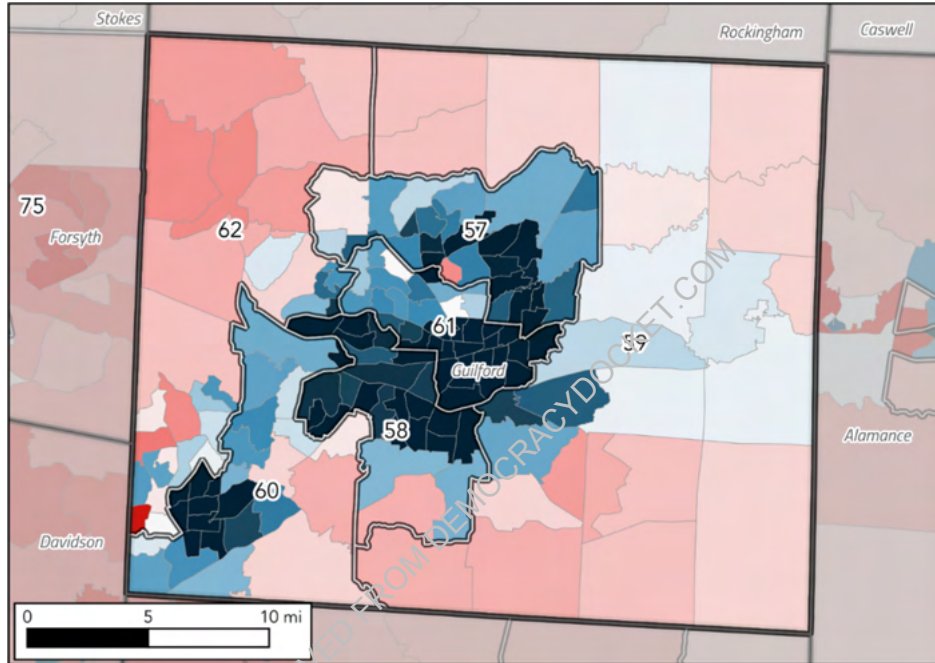 Stokes
Rockingham
Caswell
75
Forsyth
62
57
61
59
Guilford
58
Alamance
60
Davidson
0 5 10 mi
FROM DEMOCRACYDOCKET.COM